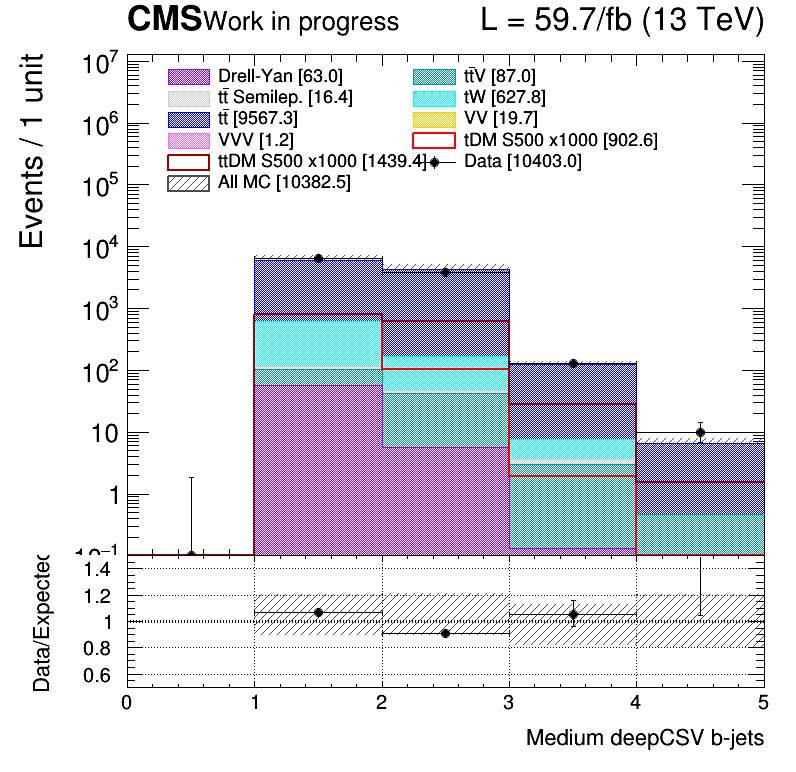 CMS Work in progress L = 59.7/fb (13 TeV)
Events / 1 unit
Drell-Yan [63.0] tt̄V [87.0]
tt̄ Semilep. [16.4] tW [627.8]
tt̄ [9567.3] VV [19.7]
VVV [1.2] tDM S500 x1000 [902.6]
ttDM S500 x1000 [1439.4] Data [10403.0]
All MC [10382.5]
10⁷
10⁶
10⁵
10⁴
10³
10²
10
1
10⁻¹
Data/Expected
1.4
1.2
1
0.8
0.6
0 1 2 3 4 5
Medium deepCSV b-jets